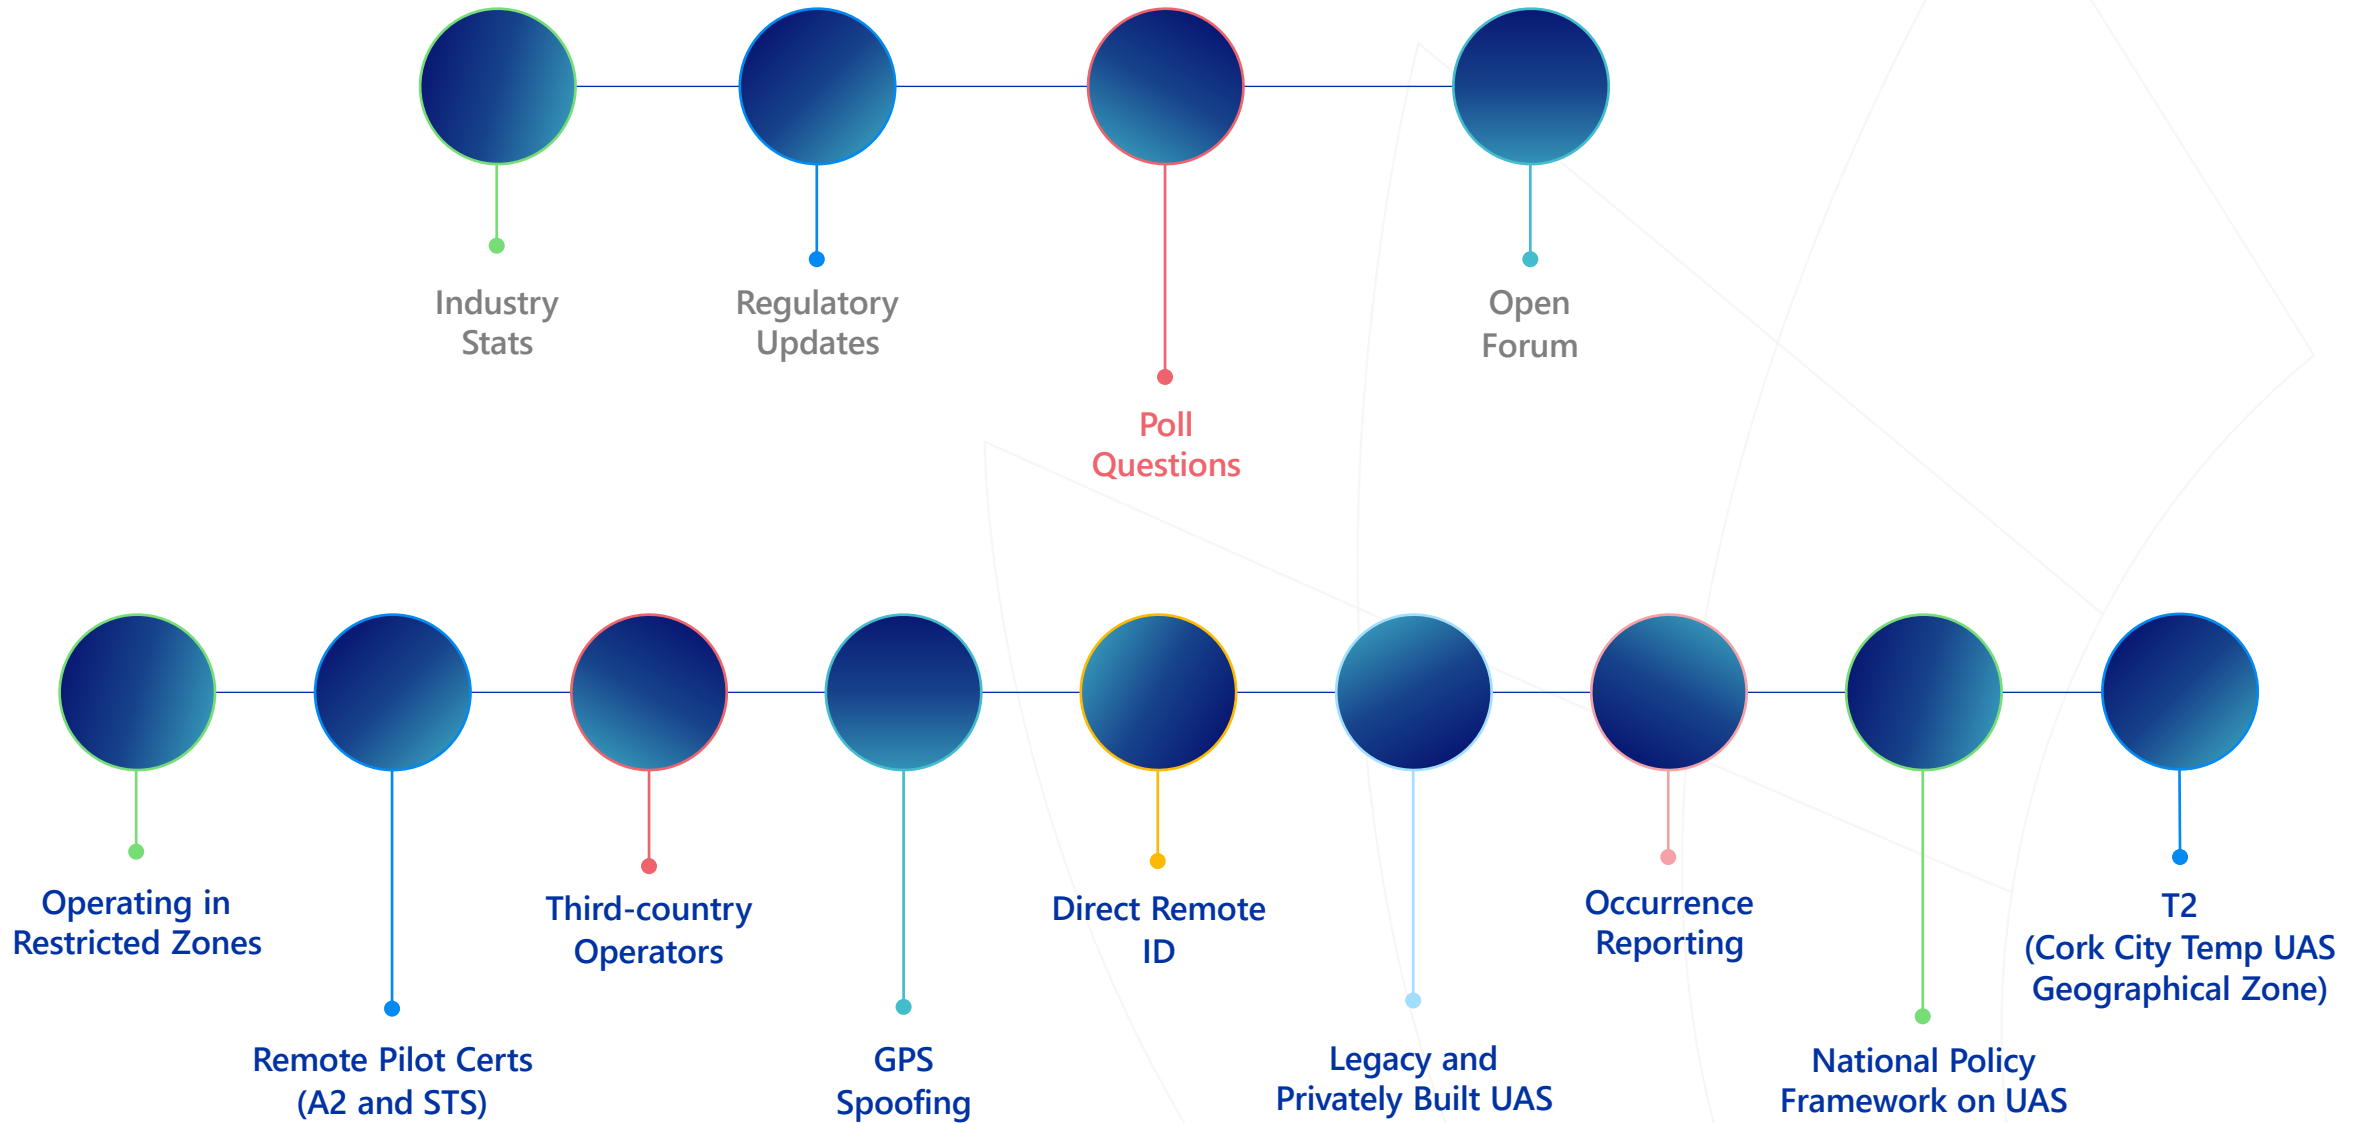 Industry
Stats
Regulatory
Updates
Poll
Questions
Open
Forum
Operating in
Restricted Zones
Remote Pilot Certs
(A2 and STS)
Third-country
Operators
GPS
Spoofing
Direct Remote
ID
Legacy and
Privately Built UAS
Occurrence
Reporting
National Policy
Framework on UAS
T2
(Cork City Temp UAS
Geographical Zone)